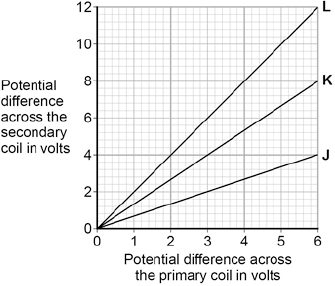 12
L
10
K
8
6
J
4
2
0
0
1
2
3
4
5
6
Potential
difference
across the
secondary
coil in volts
Potential difference across
the primary coil in volts